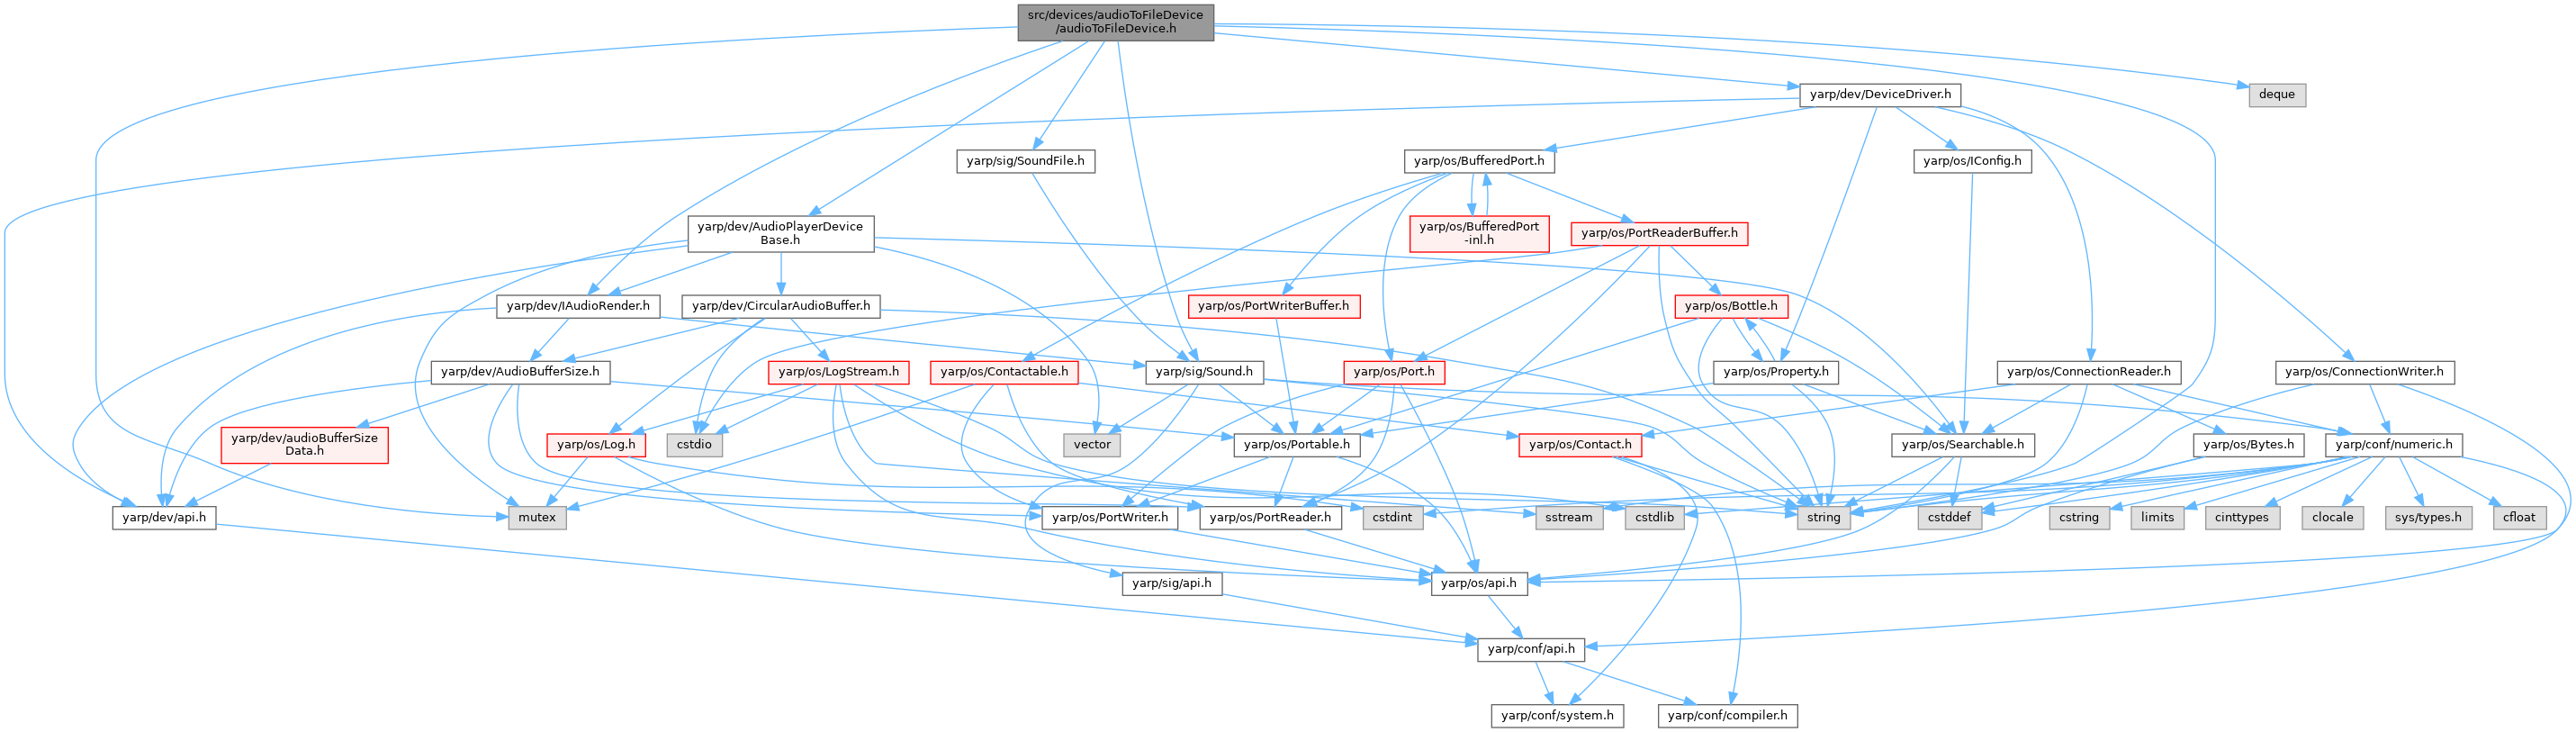 src/devices/audioToFileDevice
/audioToFileDevice.h
yarp/dev/DeviceDriver.h
deque
yarp/sig/SoundFile.h
yarp/os/BufferedPort.h
yarp/os/IConfig.h
yarp/dev/AudioPlayerDevice
Base.h
yarp/os/BufferedPort
-inl.h
yarp/os/PortReaderBuffer.h
yarp/dev/IAudioRender.h
yarp/dev/CircularAudioBuffer.h
yarp/os/PortWriterBuffer.h
yarp/os/Bottle.h
yarp/dev/AudioBufferSize.h
yarp/os/LogStream.h
yarp/os/Contactable.h
yarp/sig/Sound.h
yarp/os/Port.h
yarp/os/Property.h
yarp/os/ConnectionReader.h
yarp/os/ConnectionWriter.h
yarp/dev/audioBufferSize
Data.h
yarp/os/Log.h
cstdio
vector
yarp/os/Portable.h
yarp/os/Contact.h
yarp/os/Searchable.h
yarp/os/Bytes.h
yarp/conf/numeric.h
yarp/dev/api.h
mutex
yarp/os/PortWriter.h
yarp/os/PortReader.h
cstdint
sstream
cstdlib
string
cstddef
cstring
limits
cinttypes
clocale
sys/types.h
cfloat
yarp/sig/api.h
yarp/os/api.h
yarp/conf/api.h
yarp/conf/system.h
yarp/conf/compiler.h